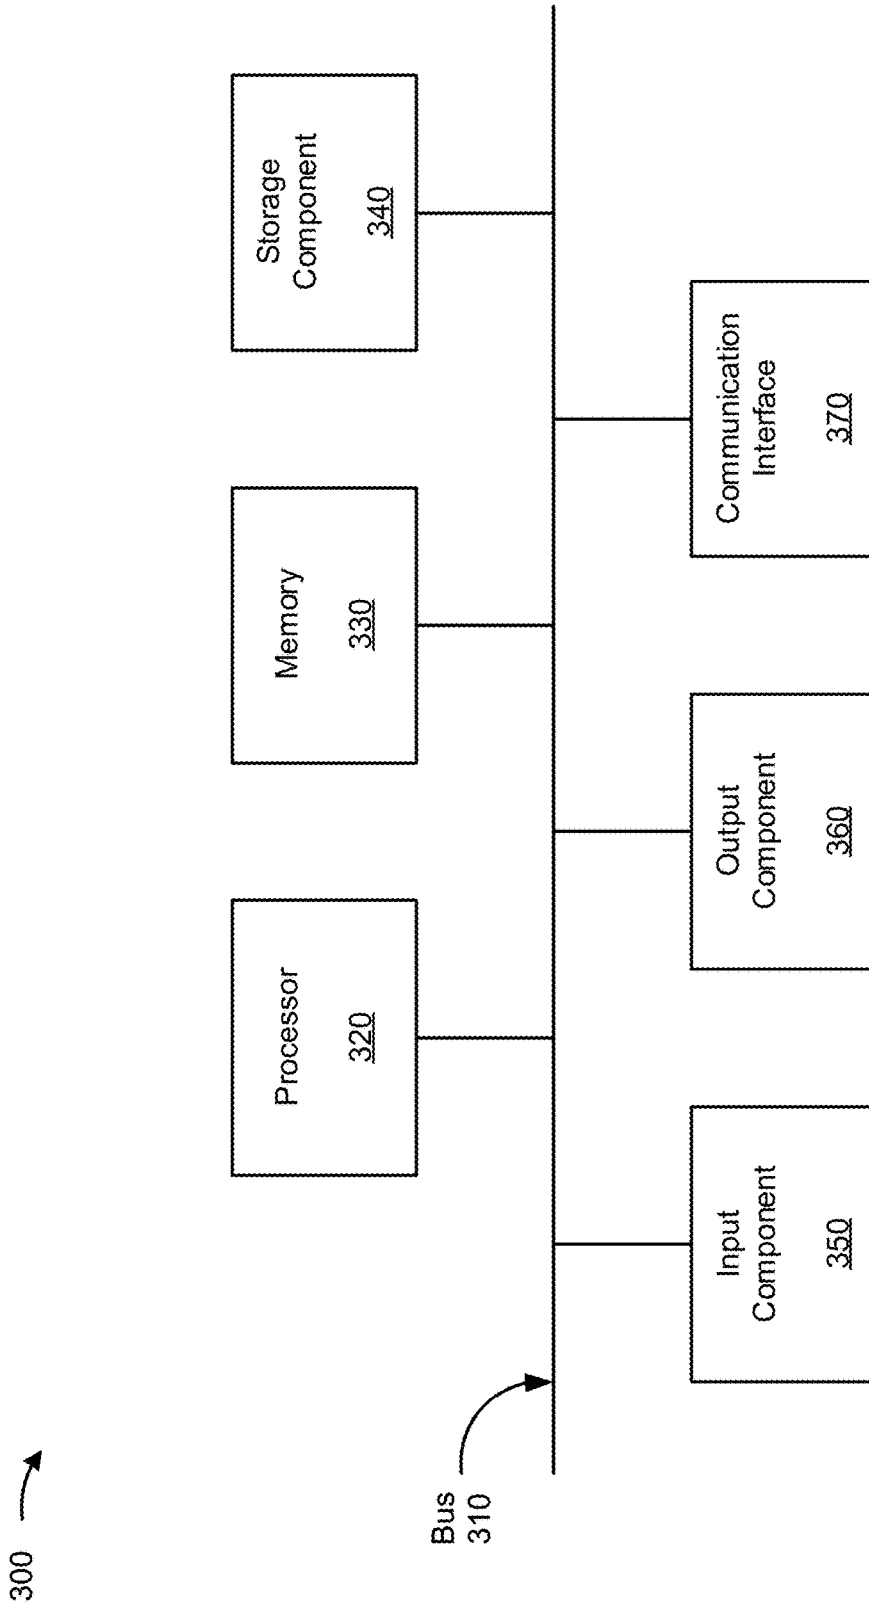 300
Bus
310
Processor
320
Memory
330
Storage
Component
340
Input
Component
350
Output
Component
360
Communication
Interface
370